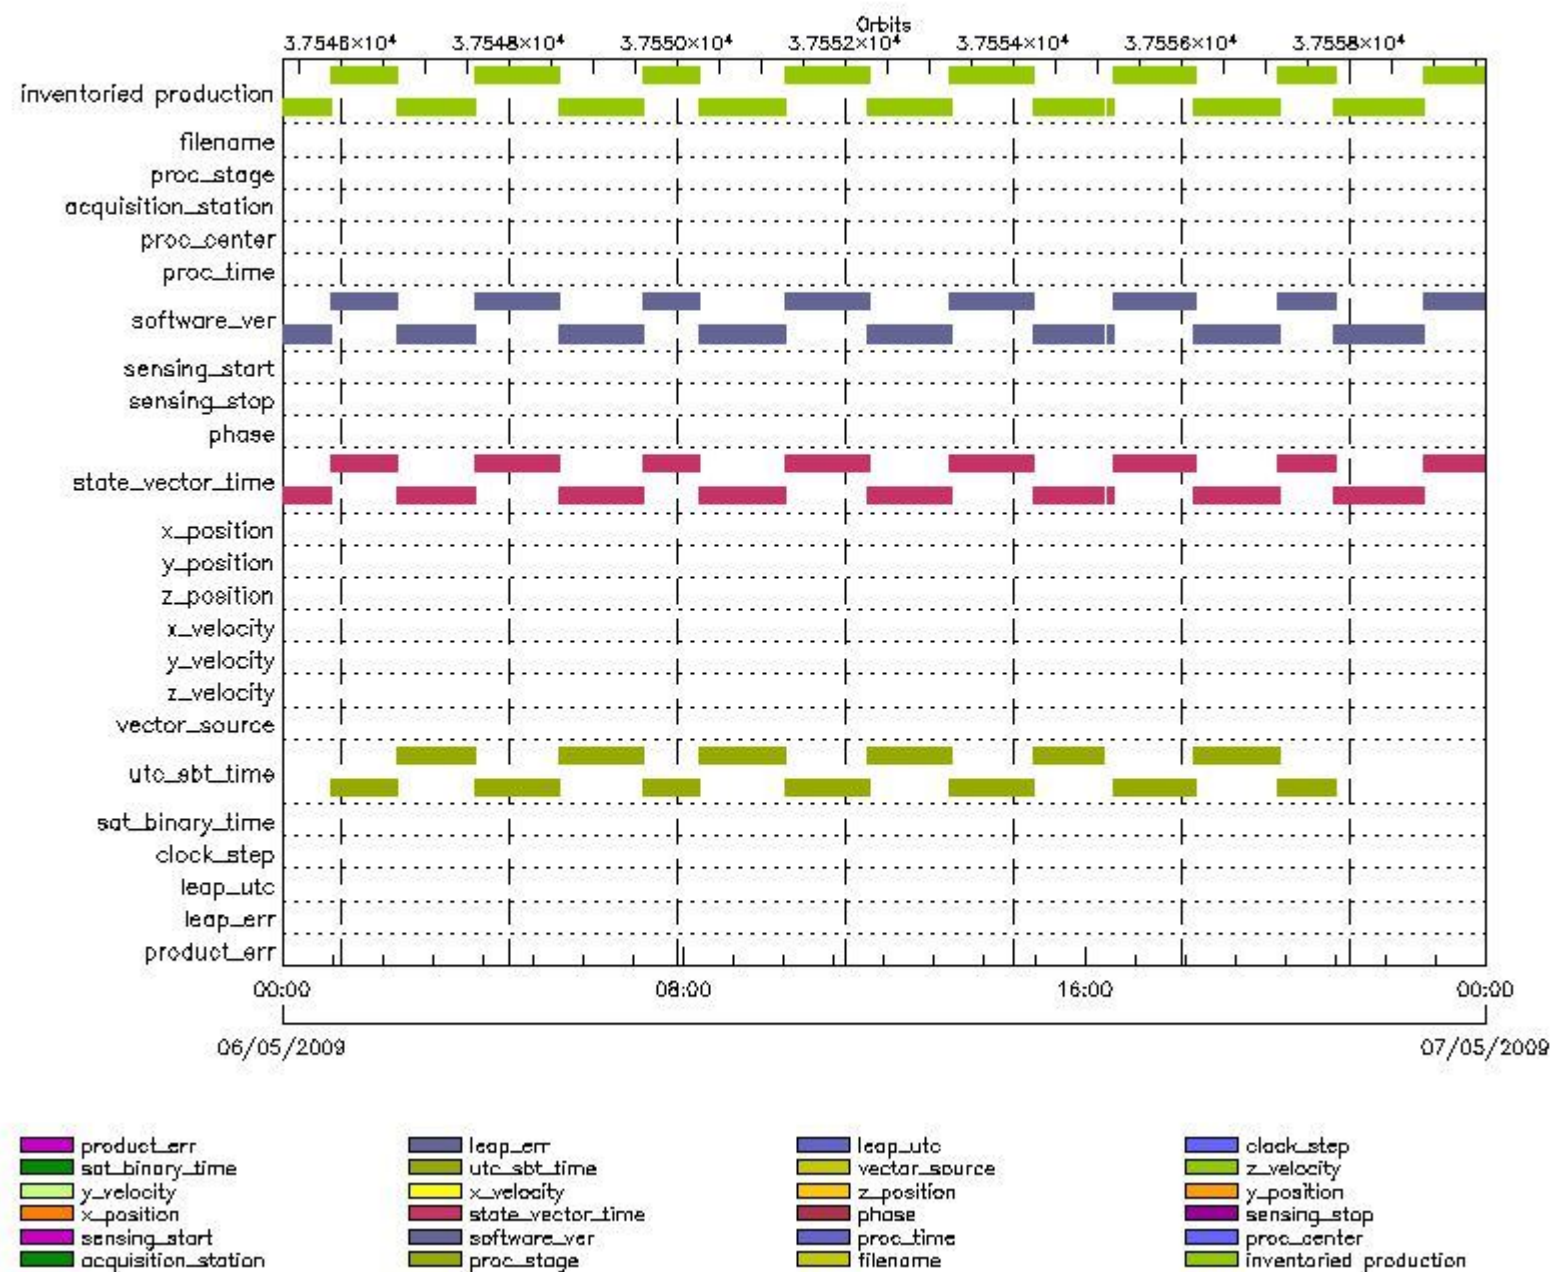 Orbits
3.7546×10⁴ 3.7548×10⁴ 3.7550×10⁴ 3.7552×10⁴ 3.7554×10⁴ 3.7556×10⁴ 3.7558×10⁴
inventoried production
filename
proc_stage
acquisition_station
proc_center
proc_time
software_ver
sensing_start
sensing_stop
phase
state_vector_time
x_position
y_position
z_position
x_velocity
y_velocity
z_velocity
vector_source
utc_sbt_time
sat_binary_time
clock_step
leap_utc
leap_err
product_err
00:00 08:00 16:00 00:00
06/05/2009 07/05/2009
product_err leap_err leap_utc clock_step
sat_binary_time utc_sbt_time vector_source z_velocity
y_velocity x_velocity z_position y_position
x_position state_vector_time phase sensing_stop
sensing_start software_ver proc_time proc_center
acquisition_station proc_stage filename inventoried production